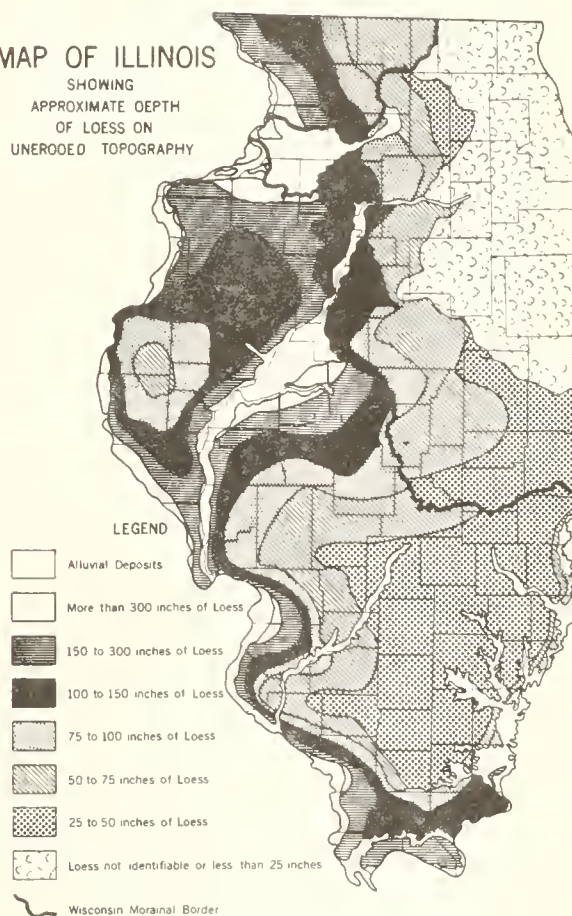 MAP OF ILLINOIS
SHOWING
APPROXIMATE DEPTH
OF LOESS ON
UNERODED TOPOGRAPHY
LEGEND
Alluvial Deposits
More than 300 inches of Loess
150 to 300 inches of Loess
100 to 150 inches of Loess
75 to 100 inches of Loess
50 to 75 inches of Loess
25 to 50 inches of Loess
Loess not identifiable or less than 25 inches
Wisconsin Morainal Border